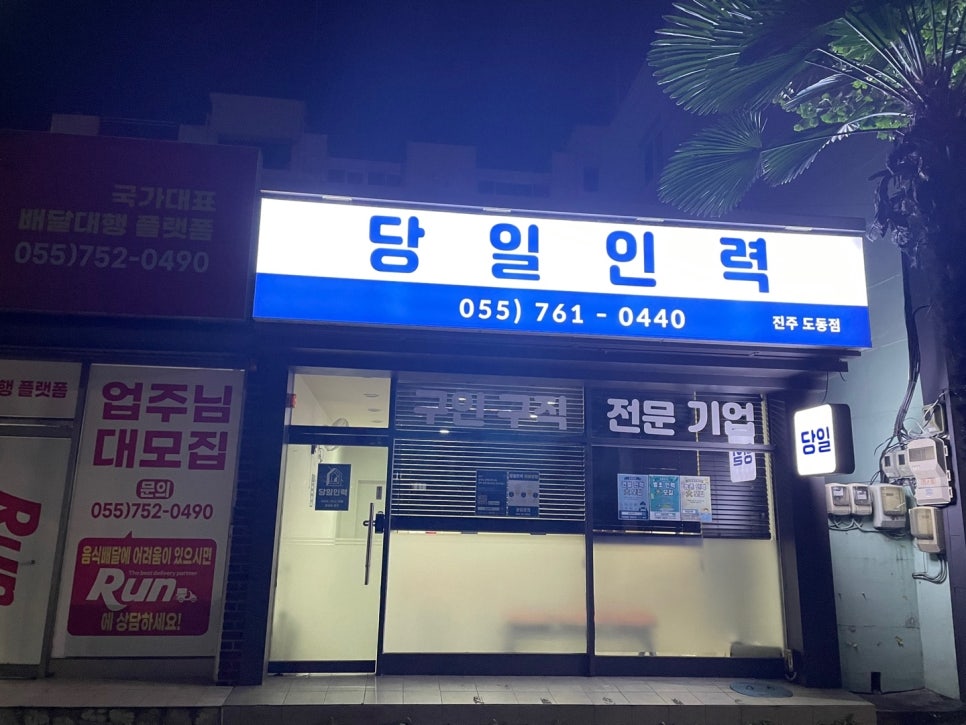 국가대표
배달대행 플랫폼
055)752-0490
당일인력
055) 761 - 0440
진주 도동점
행 플랫폼
업주님
대모집
문의
055)752-0490
음식배달에 어려움이 있으시면
The best delivery partner
Run
에 상담하세요!
구인구직
전문 기업
당일
당일인력